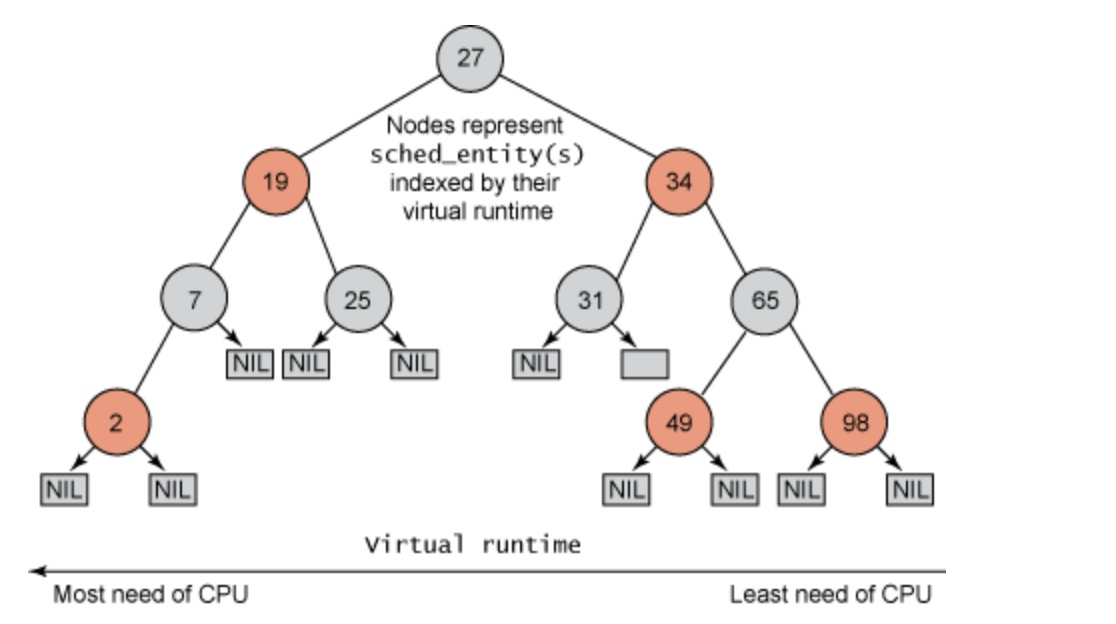 27
Nodes represent
sched_entity(s)
indexed by their
virtual runtime
19
34
7
25
31
65
NIL
NIL
NIL
NIL
2
49
98
NIL
NIL
NIL
NIL
NIL
NIL
Virtual runtime
Most need of CPU
Least need of CPU